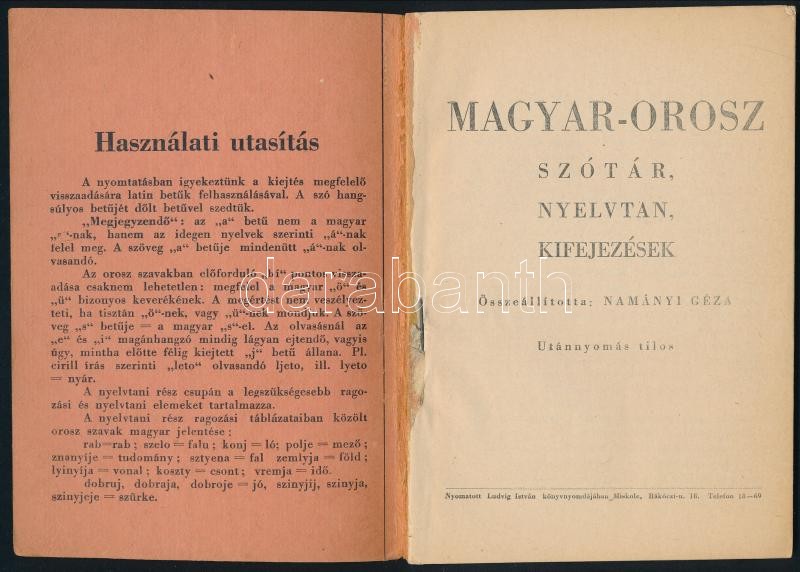 Használati utasítás
A nyomtatásban igyekeztünk a kiejtés megfelelő
visszaadására latin betűk felhasználásával. A szó hang-
súlyos betűjét dőlt betűvel szedtük.
„Megjegyzendő": az „a" betű nem a magyar
-nak, hanem az idegen nyelvek szerinti „á"-nak
felel meg. A szöveg „a" betűje mindenütt „á"-nak ol-
vasandó.
Az orosz szavakban előforduló „bí" pontos vissza-
adása csaknem lehetetlen: megfelel a magyar „ö" és
„ü" bizonyos keverékének. A megértést nem veszélyez-
teti, ha tisztán „ö"-nek, vagy „ü"-nek mondjuk. A szö-
veg „s" betűje = a magyar „s"-el. Az olvasásnál az
„e" és „i" magánhangzó mindig lágyan ejtendő, vagyis
úgy, mintha előtte félig kiejtett „j" betű állana. Pl.
cirill írás szerinti „leto" olvasandó ljeto, ill. lyeto
= nyár.
A nyelvtani rész csupán a legszükségesebb rago-
zási és nyelvtani elemeket tartalmazza.
A nyelvtani rész ragozási táblázataiban közölt
orosz szavak magyar jelentése:
rab=rab; szelo = falu; konj = ló; polje = mező;
znanyíje = tudomány; sztyena = fal zemlyja = föld;
lyinyíja = vonal; koszty = csont; vremja = idő.
dobruj, dobraja, dobroje = jó, szinyjíj, szinyja,
szinyjeje = szürke.
MAGYAR-OROSZ
SZÓTÁR,
NYELVTAN,
KIFEJEZÉSEK
Összeállította: NAMÁNYI GÉZA
Utánnyomás tilos
Nyomatott Ludvig István könyvnyomdájában Miskolc, Rákóczi-u. 16. Telefon 18—69
darabanth